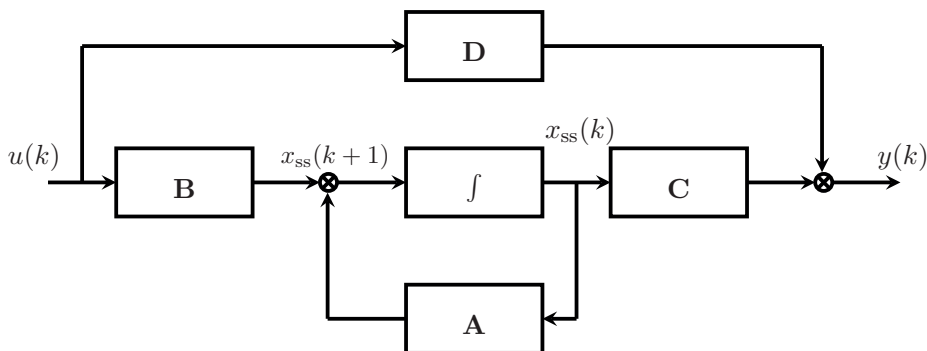 D
u(k)
x_ss(k + 1)
x_ss(k)
y(k)
B
∫
C
A